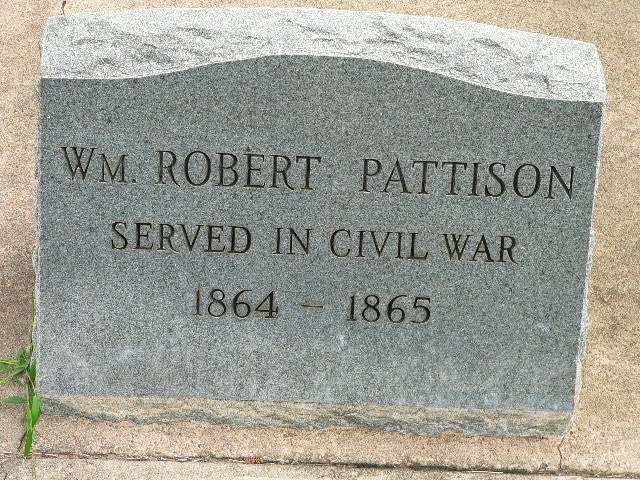 WM. ROBERT PATTISON
SERVED IN CIVIL WAR
1864 - 1865